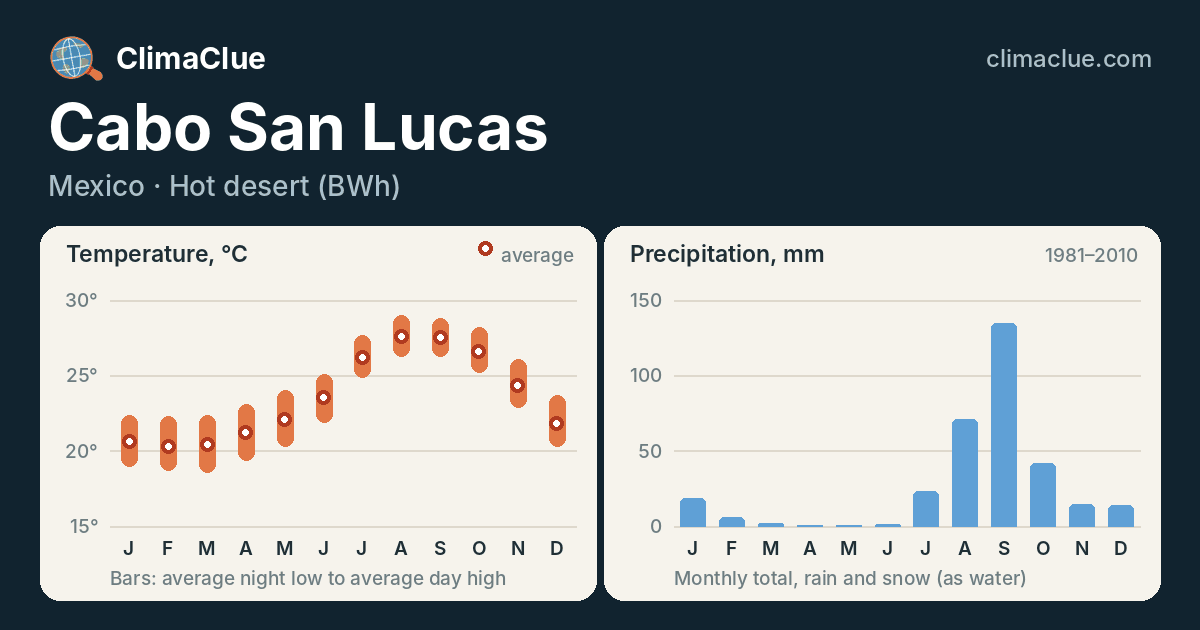 ClimaClue
climaclue.com
Cabo San Lucas
Mexico · Hot desert (BWh)
Temperature, °C
average
30°
25°
20°
15°
J F M A M J J A S O N D
Bars: average night low to average day high
Precipitation, mm
1981–2010
150
100
50
0
J F M A M J J A S O N D
Monthly total, rain and snow (as water)